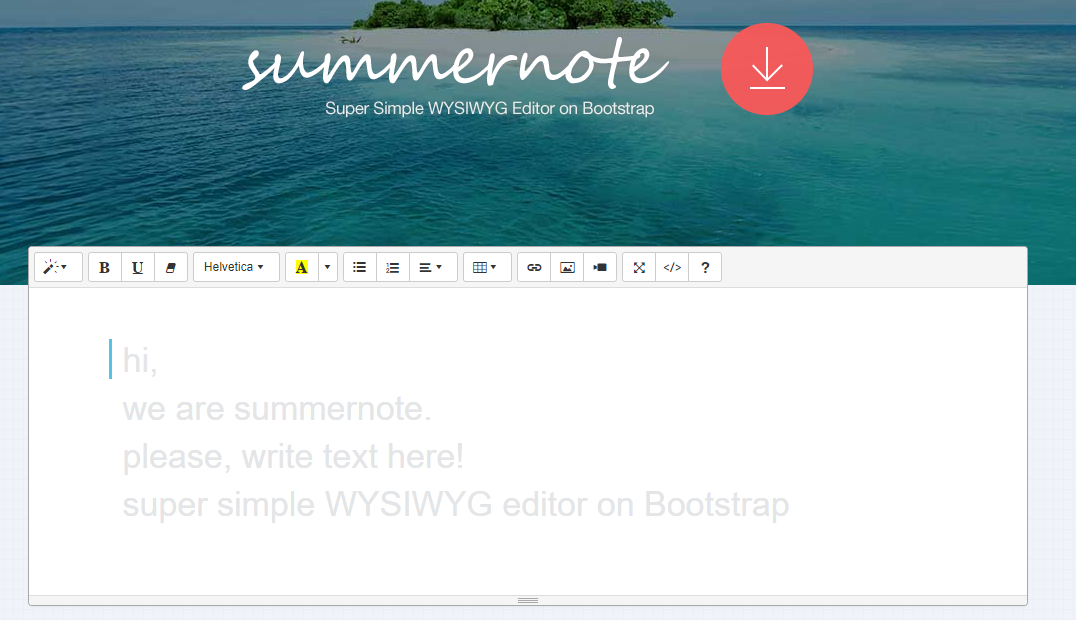 summernote
Super Simple WYSIWYG Editor on Bootstrap
B U Helvetica A </> ?
hi,
we are summernote.
please, write text here!
super simple WYSIWYG editor on Bootstrap